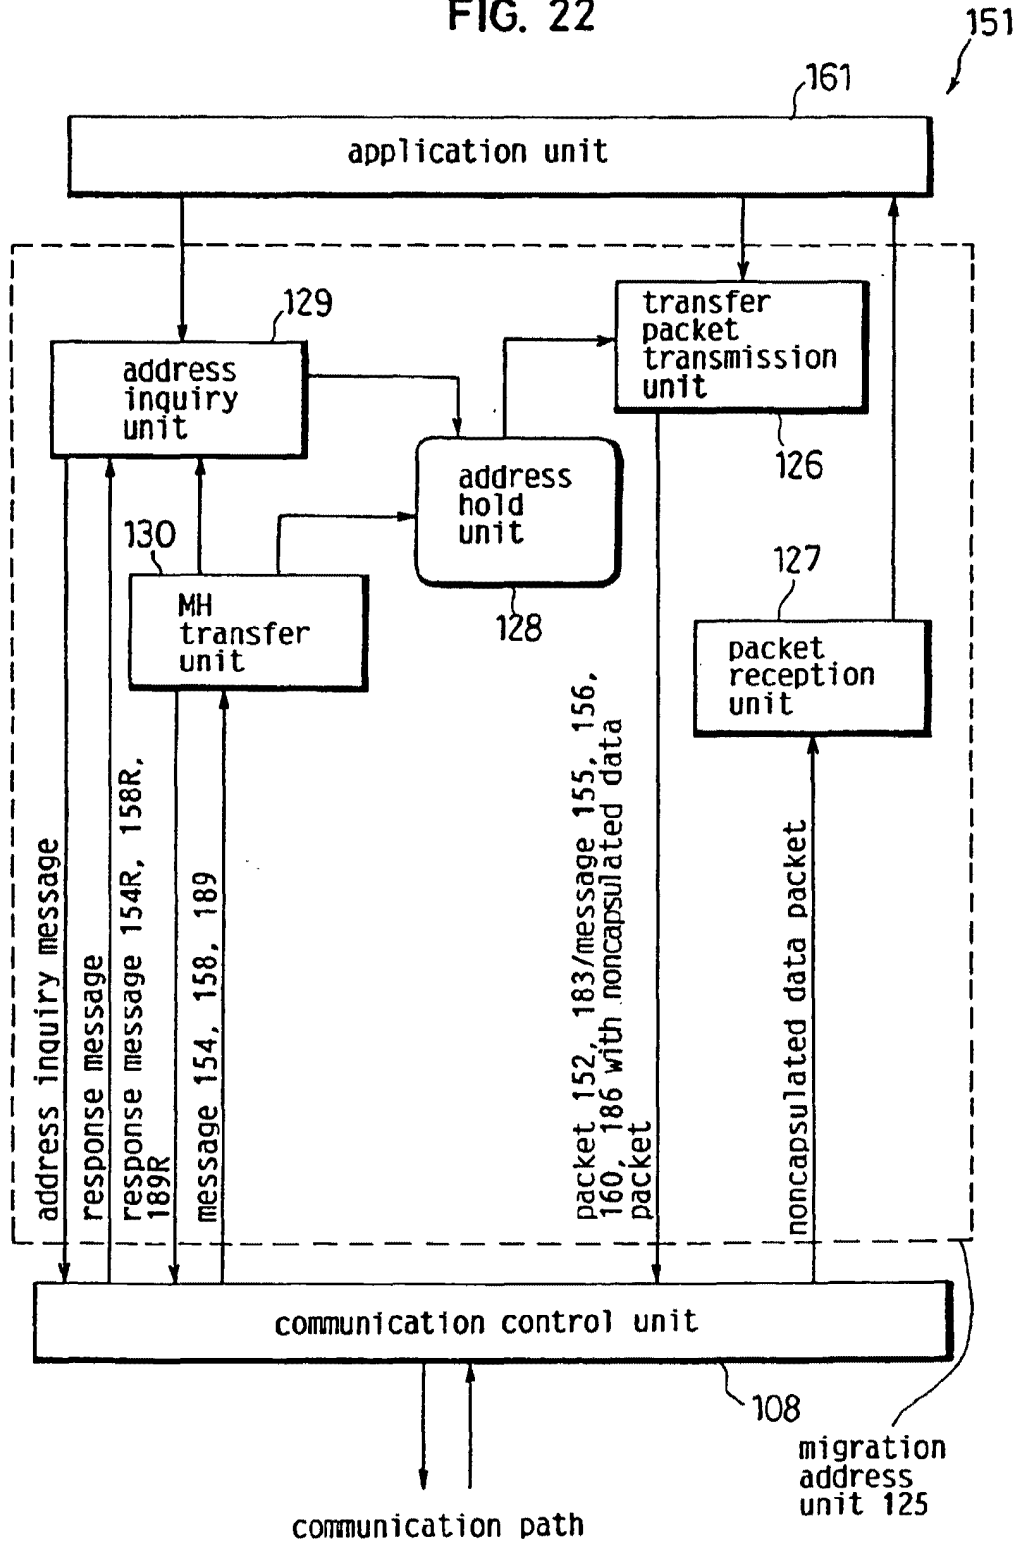 FIG. 22
151
161
application unit
129
address
inquiry
unit
transfer
packet
transmission
unit
126
address
hold
unit
128
130
MH
transfer
unit
127
packet
reception
unit
address inquiry message
response message
response message 154R, 158R,
189R
message 154, 158, 189
packet 152, 183/message 155, 156,
160, 186 with noncapsulated data
packet
noncapsulated data packet
communication control unit
108
migration
address
unit 125
communication path